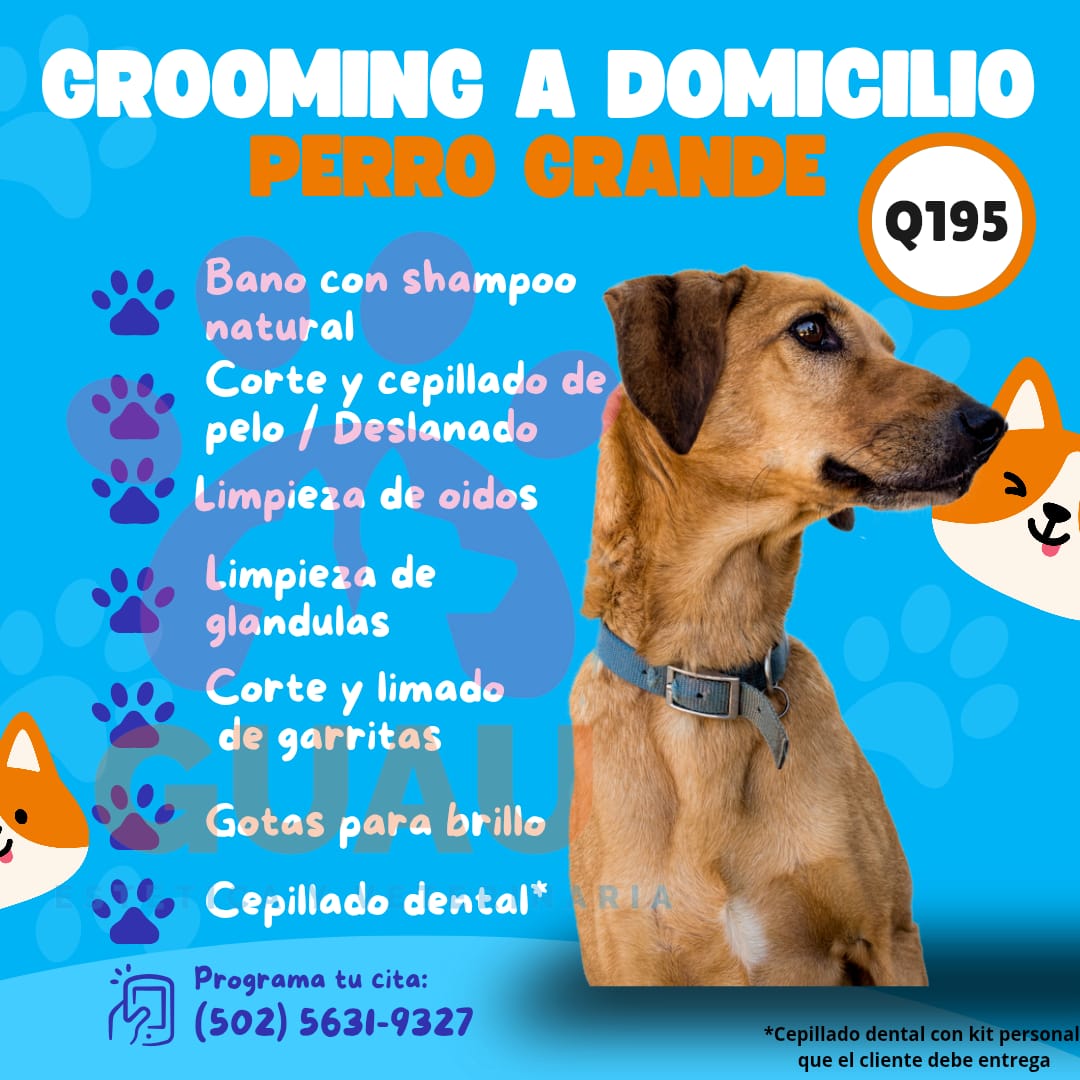 GROOMING A DOMICILIO
PERRO GRANDE
Q195
Bano con shampoo
natural
Corte y cepillado de
pelo / Deslanado
Limpieza de oidos
Limpieza de
glandulas
Corte y limado
de garritas
GUAU
Gotas para brillo
Cepillado dental*
Programa tu cita:
(502) 5631-9327
*Cepillado dental con kit personal
que el cliente debe entrega